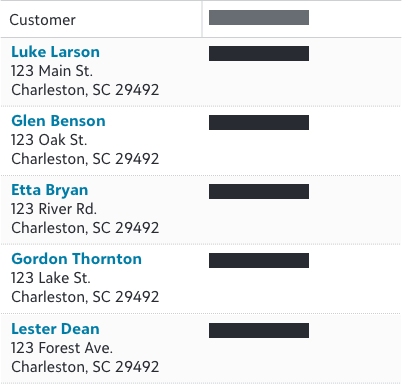 Customer
Luke Larson
123 Main St.
Charleston, SC 29492
Glen Benson
123 Oak St.
Charleston, SC 29492
Etta Bryan
123 River Rd.
Charleston, SC 29492
Gordon Thornton
123 Lake St.
Charleston, SC 29492
Lester Dean
123 Forest Ave.
Charleston, SC 29492